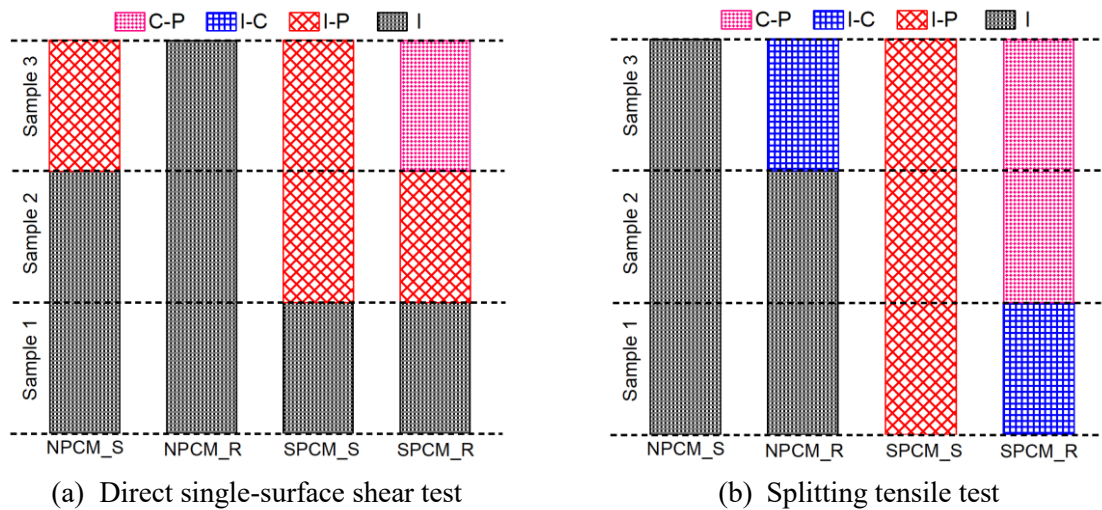 C-P I-C I-P I
Sample 3
Sample 2
Sample 1
NPCM_S NPCM_R SPCM_S SPCM_R
(a) Direct single-surface shear test
C-P I-C I-P I
Sample 3
Sample 2
Sample 1
NPCM_S NPCM_R SPCM_S SPCM_R
(b) Splitting tensile test